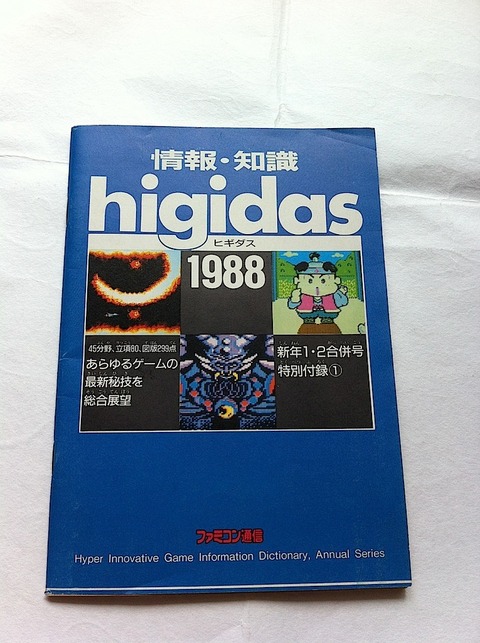 情報・知識
higidas
ヒギダス
1988
45分野、立項80、図版299点
あらゆるゲームの
最新秘技を
総合展望
新年1・2合併号
特別付録①
ファミコン通信
Hyper Innovative Game Information Dictionary, Annual Series